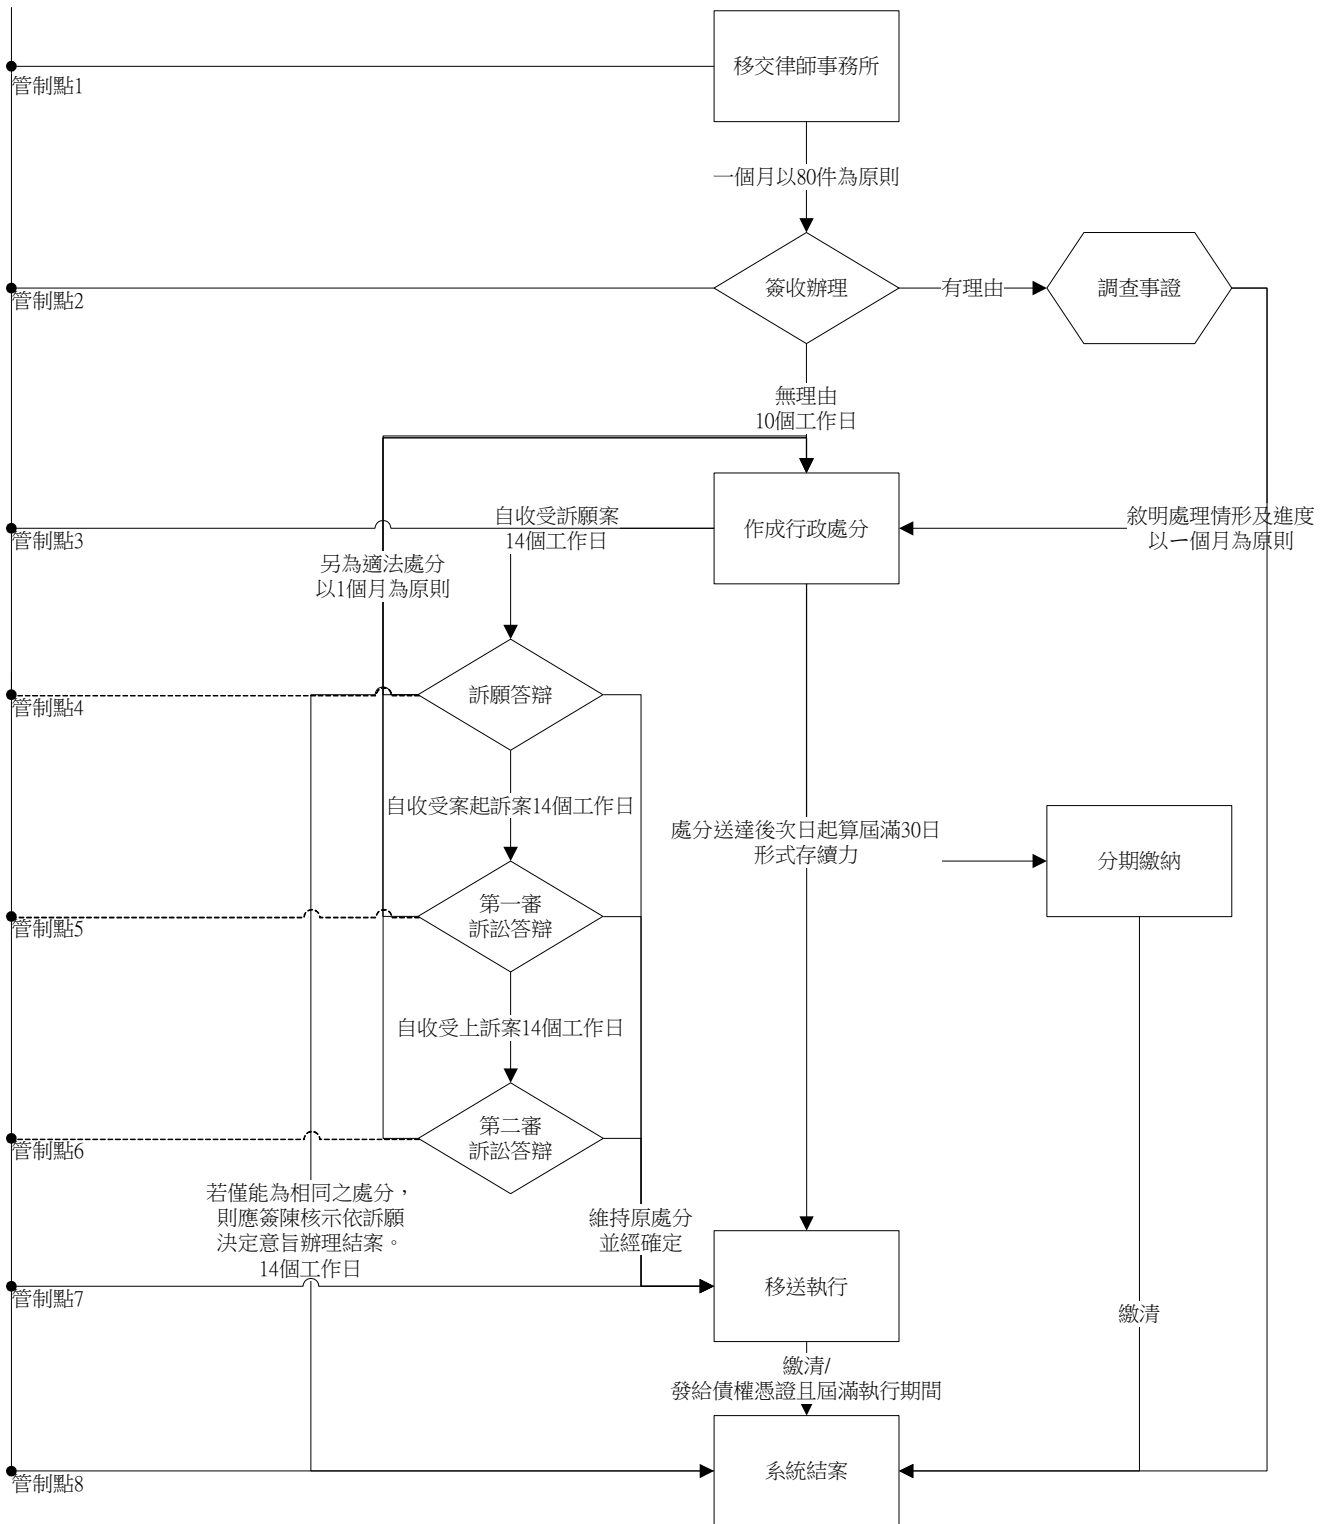 移交律師事務所
管制點1
一個月以80件為原則
簽收辦理
有理由
調查事證
管制點2
無理由
10個工作日
自收受訴願案
14個工作日
作成行政處分
敘明處理情形及進度
以一個月為原則
管制點3
另為適法處分
以1個月為原則
訴願答辯
管制點4
自收受案起訴案14個工作日
處分送達後次日起算屆滿30日
形式存續力
分期繳納
第一審
訴訟答辯
管制點5
自收受上訴案14個工作日
第二審
訴訟答辯
管制點6
若僅能為相同之處分，
則應簽陳核示依訴願
決定意旨辦理結案。
14個工作日
維持原處分
並經確定
移送執行
管制點7
繳清
繳清/
發給債權憑證且屆滿執行期間
系統結案
管制點8